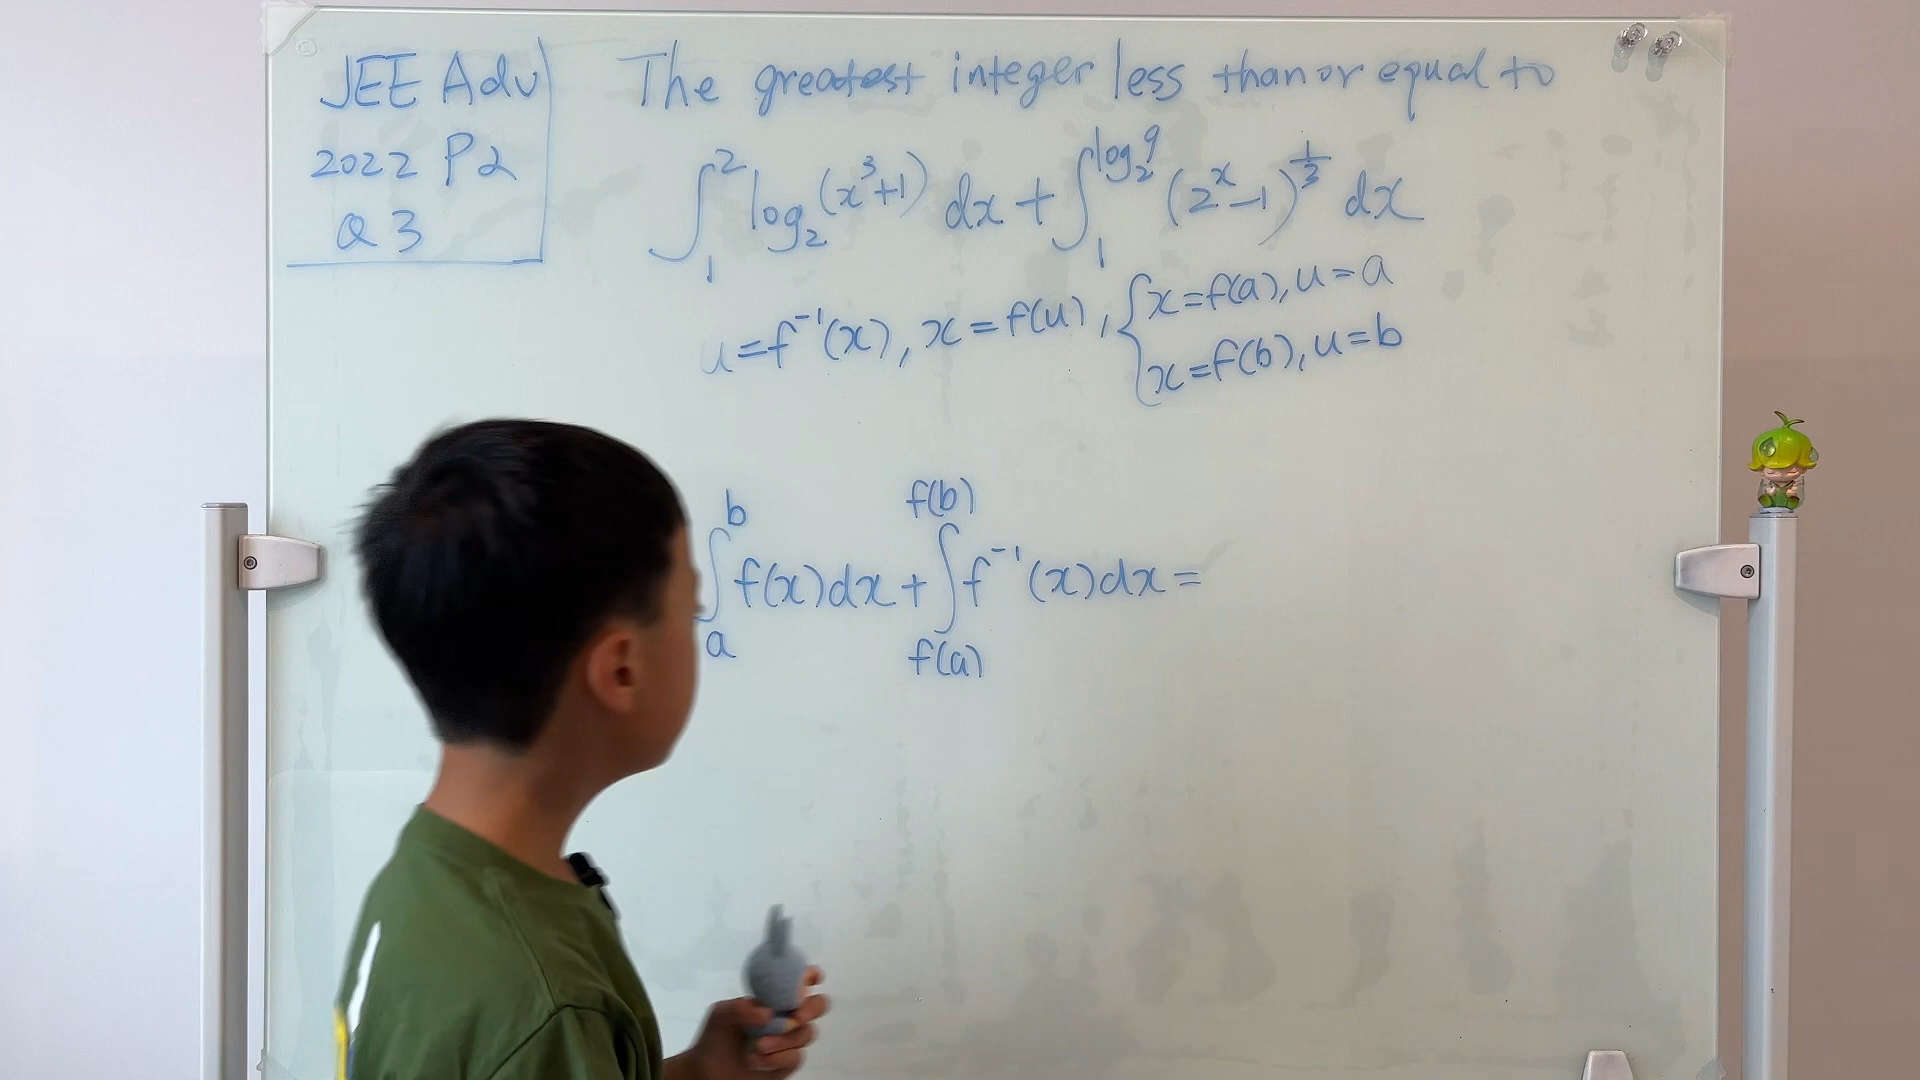 JEE Adv
2022 P2
Q3
The greatest integer less than or equal to
∫₁² log₂(x³+1) dx + ∫₁^(log₂9) (2^x−1)^(1/3) dx
u=f⁻¹(x), x=f(u), { x=f(a), u=a
x=f(b), u=b
∫ₐᵇ f(x)dx + ∫_f(a)^f(b) f⁻¹(x)dx =